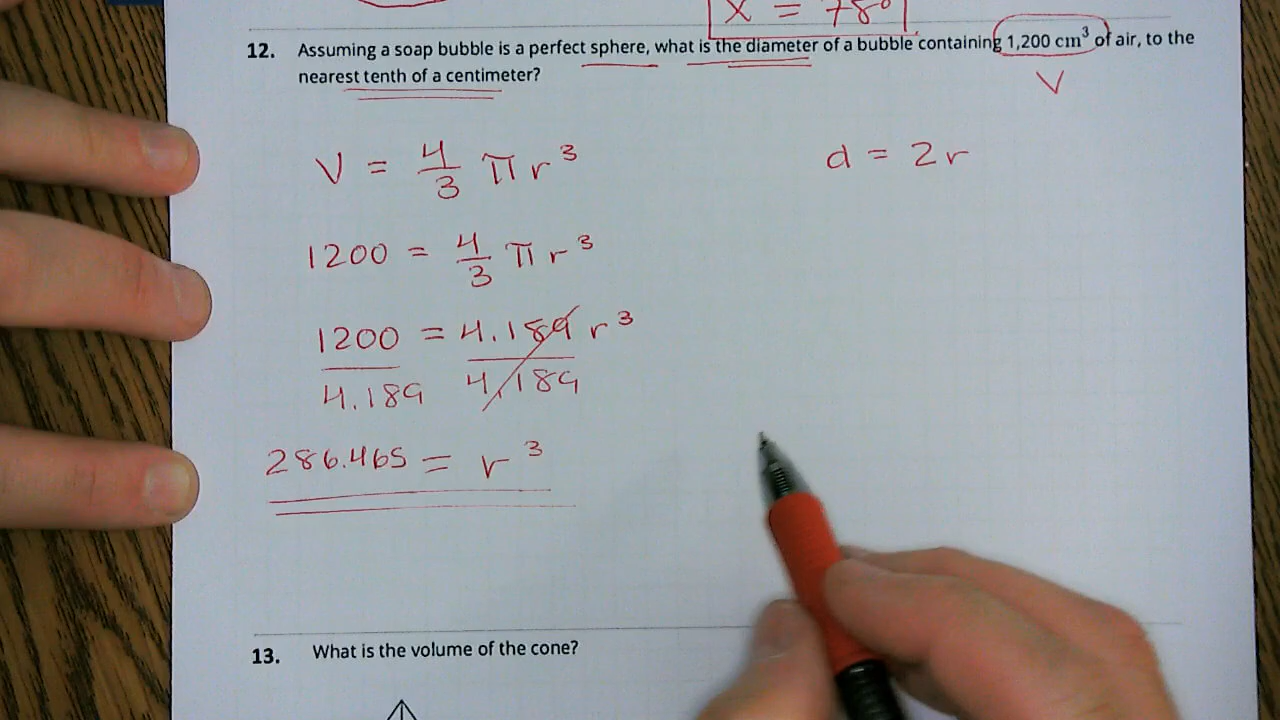 x = 78°
12. Assuming a soap bubble is a perfect sphere, what is the diameter of a bubble containing 1,200 cm³ of air, to the
nearest tenth of a centimeter?
V
V = 4/3 π r³
d = 2r
1200 = 4/3 π r³
1200 = 4.189 r³
4.189 4.189
286.465 = r³
13. What is the volume of the cone?